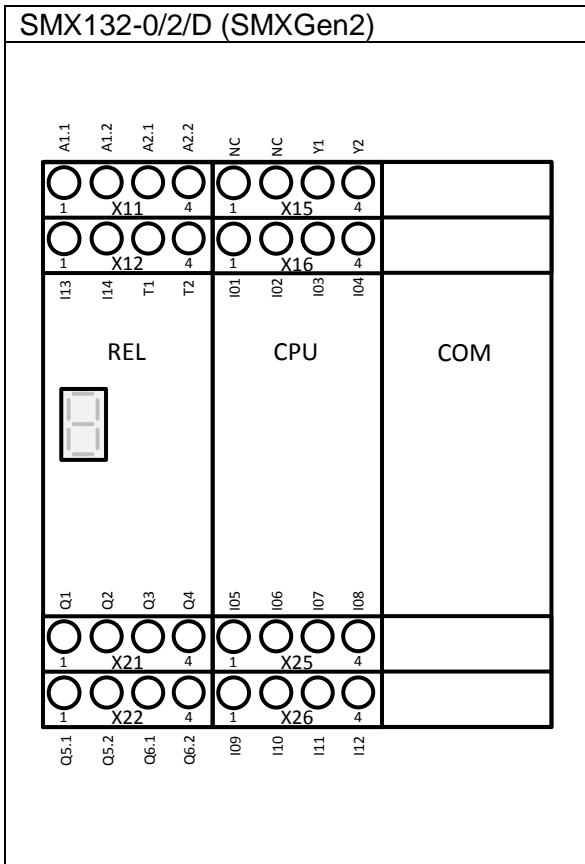 SMX132-0/2/D (SMXGen2)
A1.1 A1.2 A2.1 A2.2 NC NC Y1 Y2
1 X11 4 1 X15 4
1 X12 4 1 X16 4
I13 I14 T1 T2 I01 I02 I03 I04
REL CPU COM
Q1 Q2 Q3 Q4 I05 I06 I07 I08
1 X21 4 1 X25 4
1 X22 4 1 X26 4
Q5.1 Q5.2 Q6.1 Q6.2 I09 I10 I11 I12